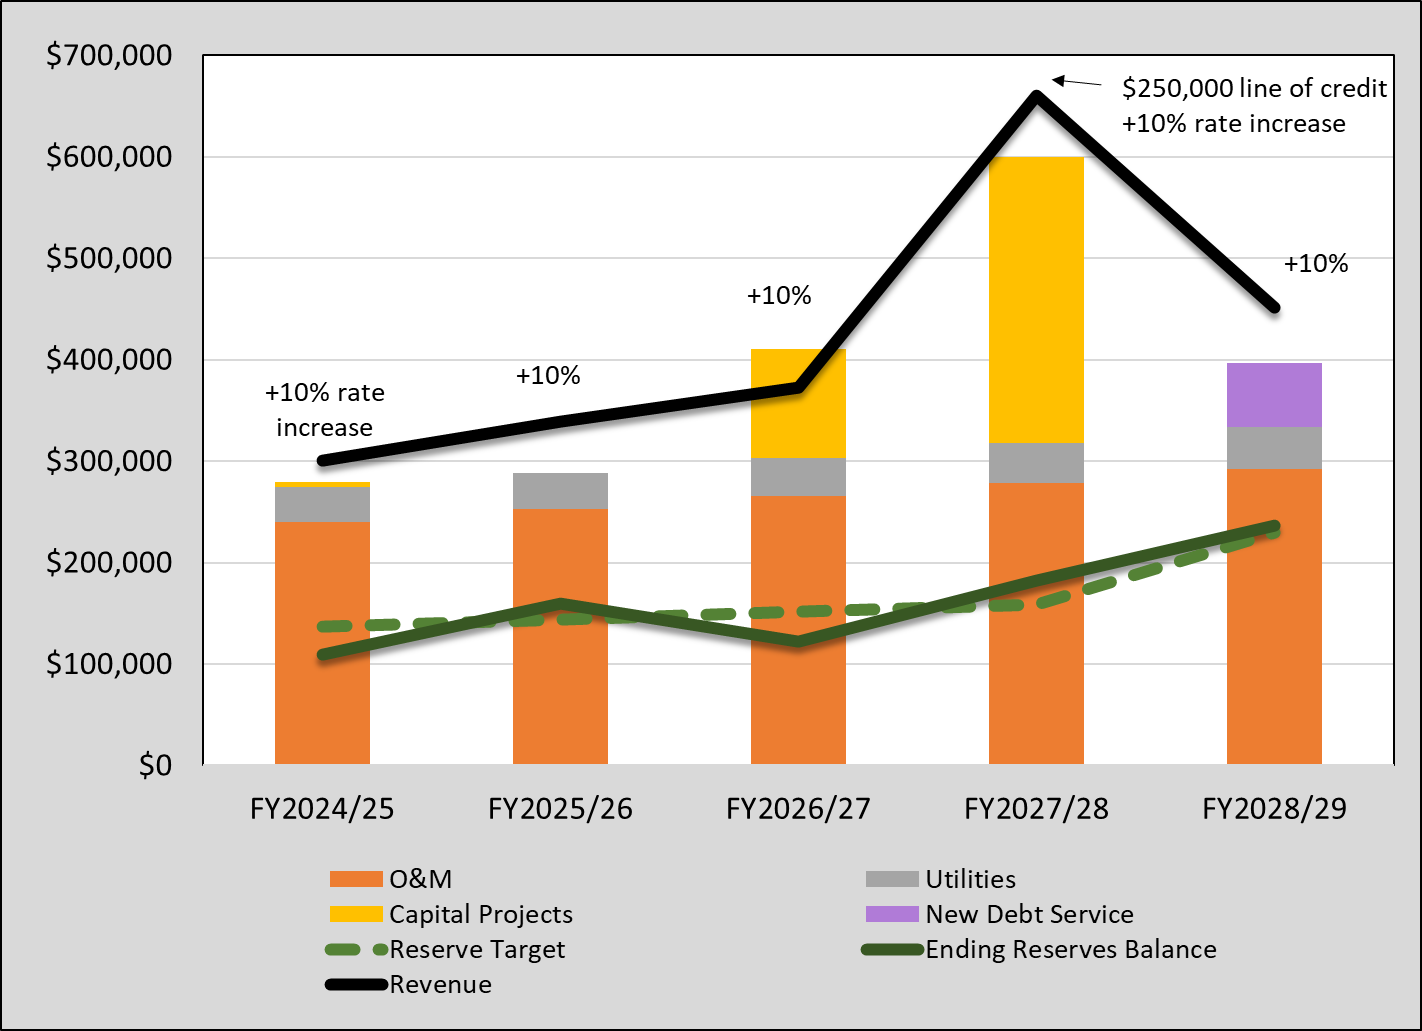 $700,000
$600,000
$500,000
$400,000
$300,000
$200,000
$100,000
$0
$250,000 line of credit
+10% rate increase
+10%
+10%
+10%
+10% rate
increase
FY2024/25
FY2025/26
FY2026/27
FY2027/28
FY2028/29
O&M
Utilities
Capital Projects
New Debt Service
Reserve Target
Ending Reserves Balance
Revenue